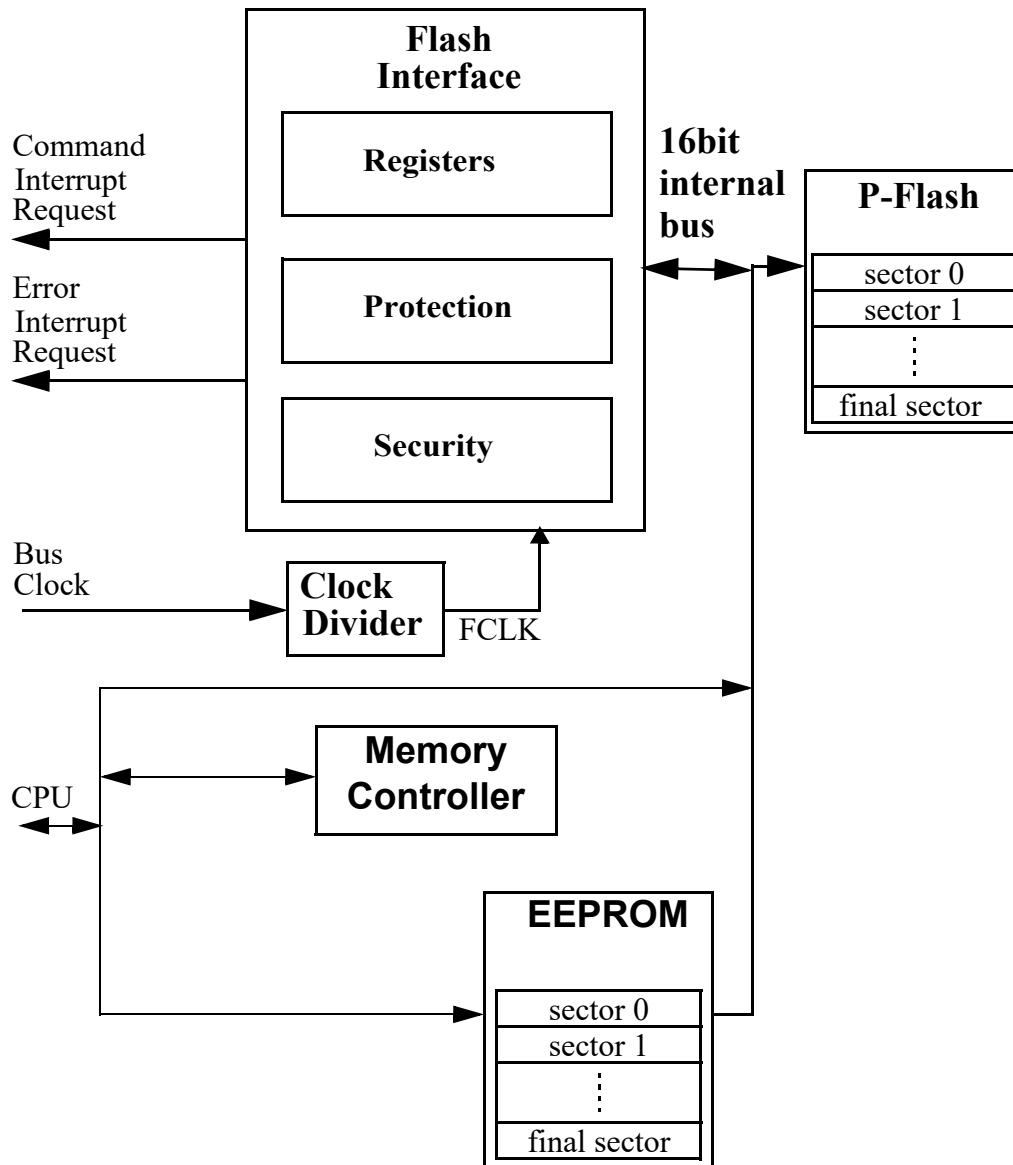 Flash
Interface
Registers
Protection
Security
Command
Interrupt
Request
Error
Interrupt
Request
16bit
internal
bus
P-Flash
sector 0
sector 1
final sector
Bus
Clock
Clock
Divider
FCLK
Memory
Controller
CPU
EEPROM
sector 0
sector 1
final sector